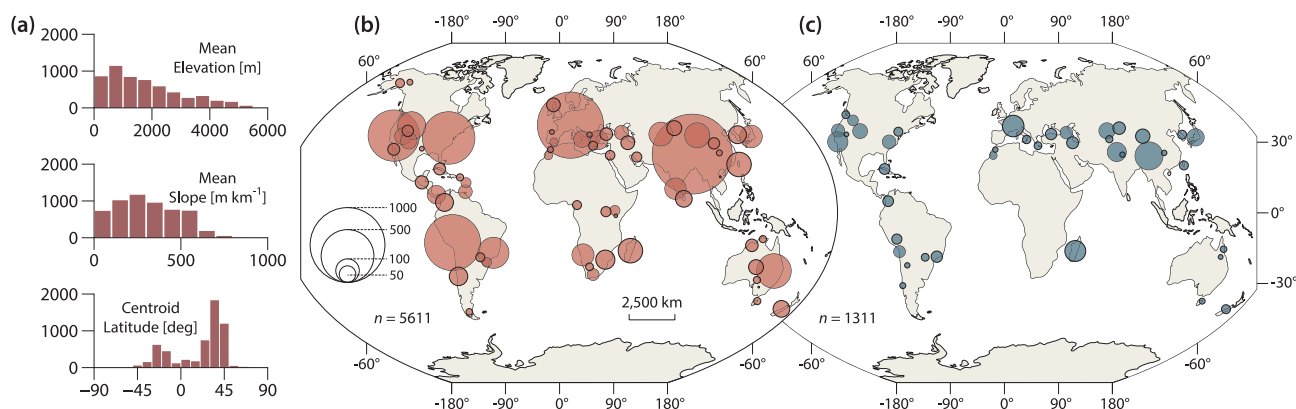 (a)
2000
1000
0
Mean
Elevation [m]
0 2000 4000 6000
2000
1000
0
Mean
Slope [m km⁻¹]
0 500 1000
2000
1000
0
Centroid
Latitude [deg]
−90 −45 0 45 90
(b)
-180° -90° 0° 90° 180°
60° 60°
1000
500
100
50
2,500 km
n = 5611
-60° -60°
-180° -90° 0° 90° 180°
(c)
-180° -90° 0° 90° 180°
60°
30°
0°
-30°
n = 1311
-60°
-180° -90° 0° 90° 180°